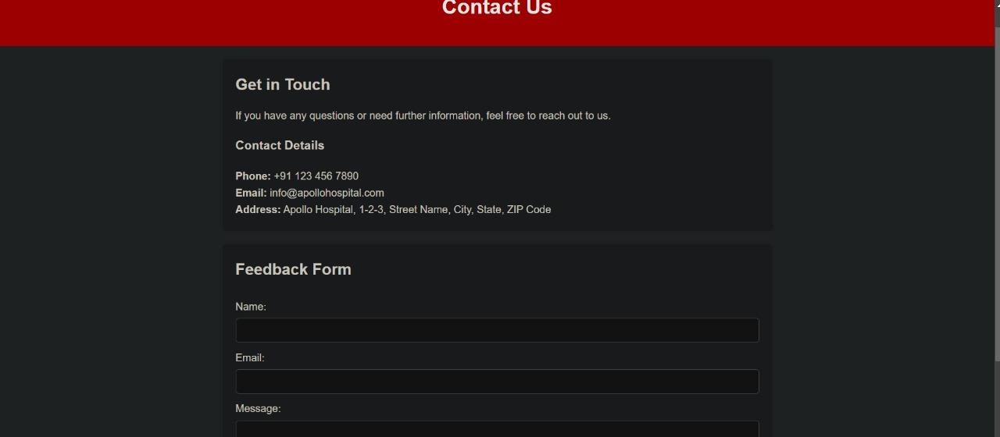 Contact Us
Get in Touch
If you have any questions or need further information, feel free to reach out to us.
Contact Details
Phone: +91 123 456 7890
Email: info@apollohospital.com
Address: Apollo Hospital, 1-2-3, Street Name, City, State, ZIP Code
Feedback Form
Name:
Email:
Message: